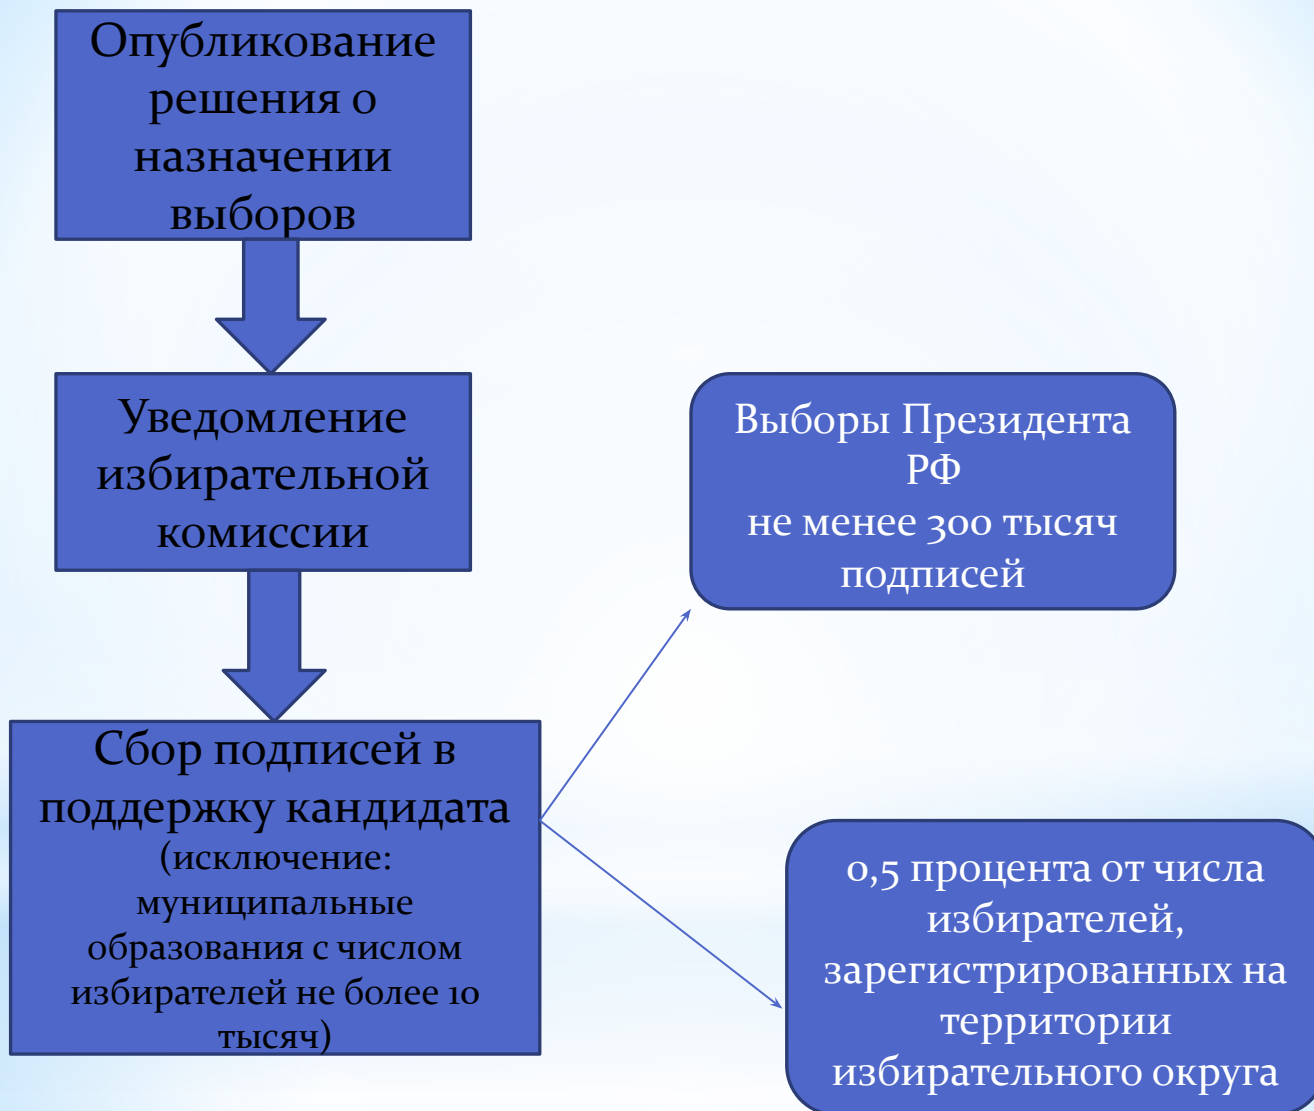 Опубликование
решения о
назначении
выборов
Уведомление
избирательной
комиссии
Выборы Президента
РФ
не менее 300 тысяч
подписей
Сбор подписей в
поддержку кандидата
(исключение:
муниципальные
образования с числом
избирателей не более 10
тысяч)
0,5 процента от числа
избирателей,
зарегистрированных на
территории
избирательного округа